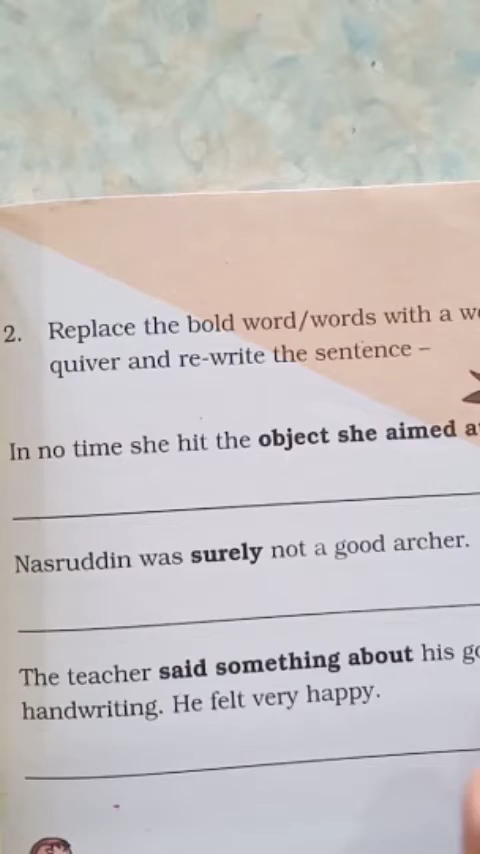 2. Replace the bold word/words with a
quiver and re-write the sentence –
In no time she hit the object she aimed
Nasruddin was surely not a good archer.
The teacher said something about his
handwriting. He felt very happy.